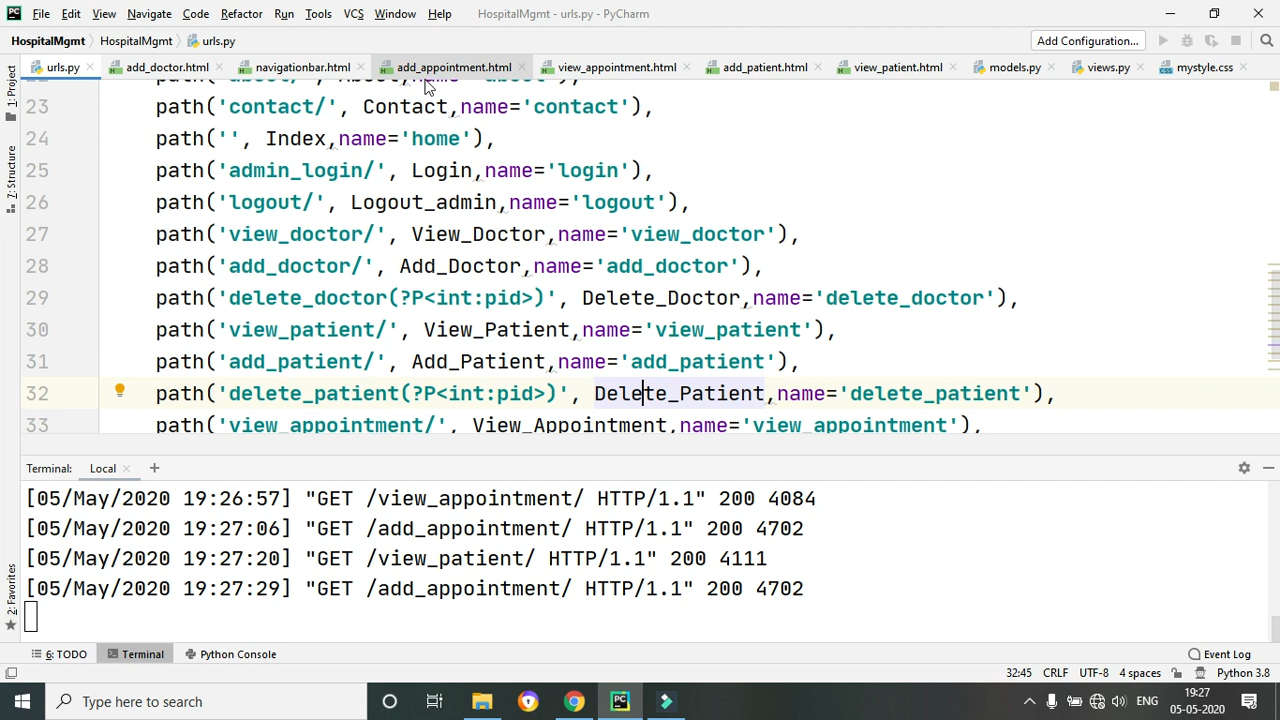 File Edit View Navigate Code Refactor Run Tools VCS Window Help HospitalMgmt - urls.py - PyCharm
HospitalMgmt HospitalMgmt urls.py Add Configuration...
urls.py add_doctor.html navigationbar.html add_appointment.html view_appointment.html add_patient.html view_patient.html models.py views.py mystyle.css
1: Project
7: Structure
2: Favorites
23 path('contact/', Contact,name='contact'),
24 path('', Index,name='home'),
25 path('admin_login/', Login,name='login'),
26 path('logout/', Logout_admin,name='logout'),
27 path('view_doctor/', View_Doctor,name='view_doctor'),
28 path('add_doctor/', Add_Doctor,name='add_doctor'),
29 path('delete_doctor(?P<int:pid>)', Delete_Doctor,name='delete_doctor'),
30 path('view_patient/', View_Patient,name='view_patient'),
31 path('add_patient/', Add_Patient,name='add_patient'),
32 path('delete_patient(?P<int:pid>)', Delete_Patient,name='delete_patient'),
33 path('view_appointment/', View_Appointment,name='view_appointment'),
Terminal: Local +
[05/May/2020 19:26:57] "GET /view_appointment/ HTTP/1.1" 200 4084
[05/May/2020 19:27:06] "GET /add_appointment/ HTTP/1.1" 200 4702
[05/May/2020 19:27:20] "GET /view_patient/ HTTP/1.1" 200 4111
[05/May/2020 19:27:29] "GET /add_appointment/ HTTP/1.1" 200 4702
6: TODO Terminal Python Console Event Log
32:45 CRLF UTF-8 4 spaces Python 3.8
Type here to search ENG 19:27
05-05-2020